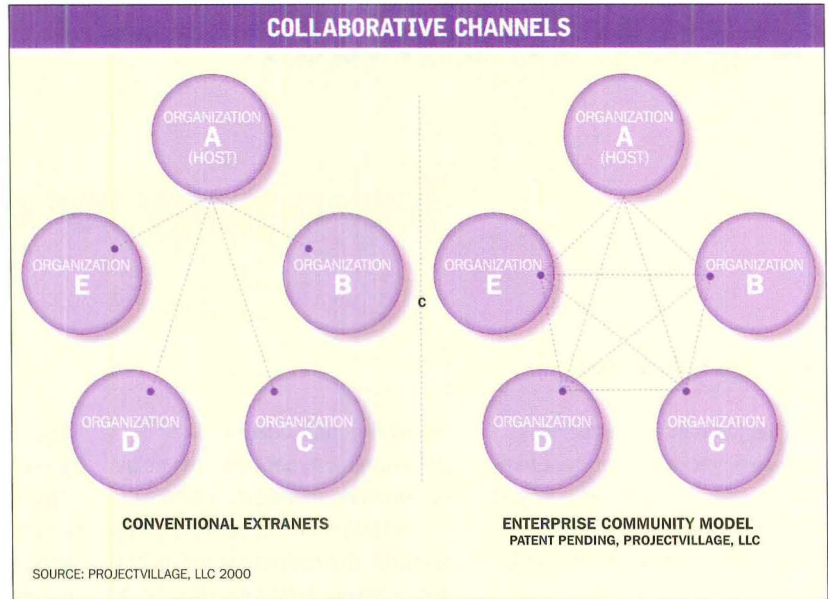 COLLABORATIVE CHANNELS
ORGANIZATION
A
(HOST)
ORGANIZATION
E
ORGANIZATION
B
ORGANIZATION
D
ORGANIZATION
C
CONVENTIONAL EXTRANETS
C
ORGANIZATION
A
(HOST)
ORGANIZATION
E
ORGANIZATION
B
ORGANIZATION
D
ORGANIZATION
C
ENTERPRISE COMMUNITY MODEL
PATENT PENDING, PROJECTVILLAGE, LLC
SOURCE: PROJECTVILLAGE, LLC 2000